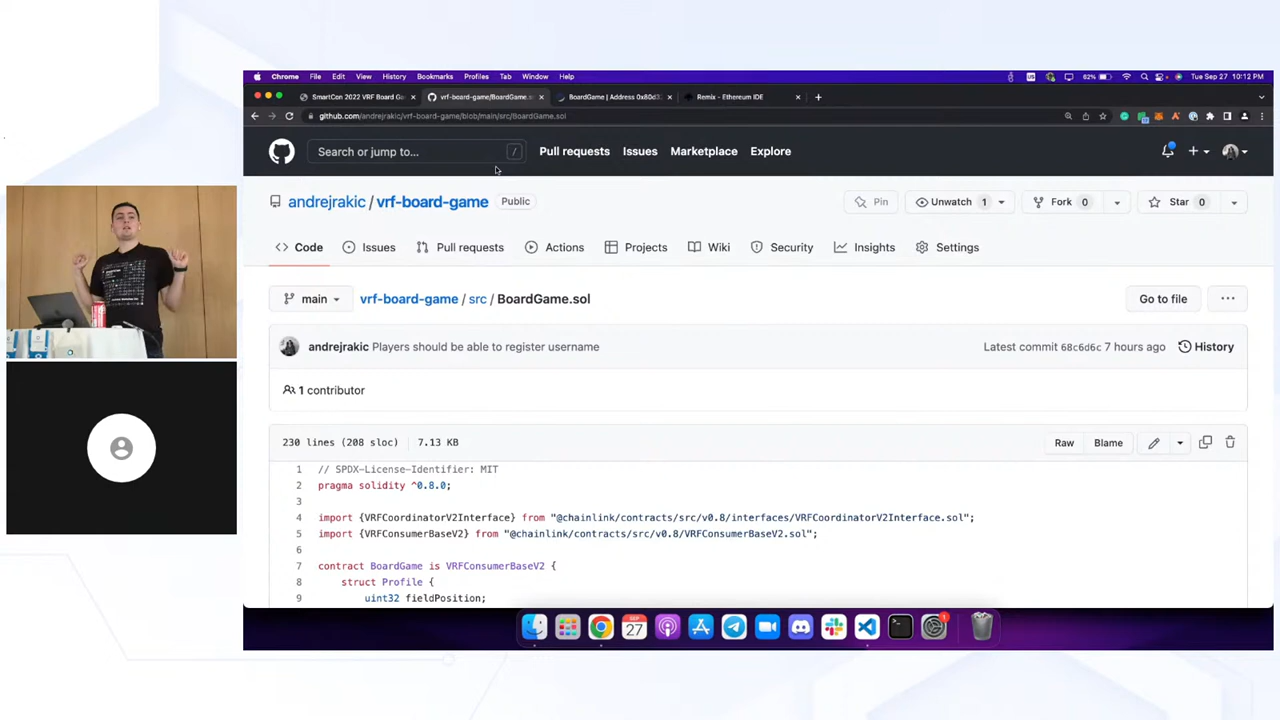 Chrome File Edit View History Bookmarks Profiles Tab Window Help
62% Tue Sep 27 10:12 PM
SmartCon 2022 VRF Board Ga
vrf-board-game/BoardGame.s
BoardGame | Address 0x80d3
Remix - Ethereum IDE
github.com/andrejrakic/vrf-board-game/blob/main/src/BoardGame.sol
Search or jump to... /
Pull requests Issues Marketplace Explore
andrejrakic / vrf-board-game Public
Pin
Unwatch 1
Fork 0
Star 0
Code Issues Pull requests Actions Projects Wiki Security Insights Settings
main
vrf-board-game / src / BoardGame.sol
Go to file
andrejrakic Players should be able to register username
Latest commit 68c6d6c 7 hours ago History
1 contributor
230 lines (208 sloc) 7.13 KB
Raw Blame
1 // SPDX-License-Identifier: MIT
2 pragma solidity ^0.8.0;
3
4 import {VRFCoordinatorV2Interface} from "@chainlink/contracts/src/v0.8/interfaces/VRFCoordinatorV2Interface.sol";
5 import {VRFConsumerBaseV2} from "@chainlink/contracts/src/v0.8/VRFConsumerBaseV2.sol";
6
7 contract BoardGame is VRFConsumerBaseV2 {
8 struct Profile {
9 uint32 fieldPosition;
SEP
27
1